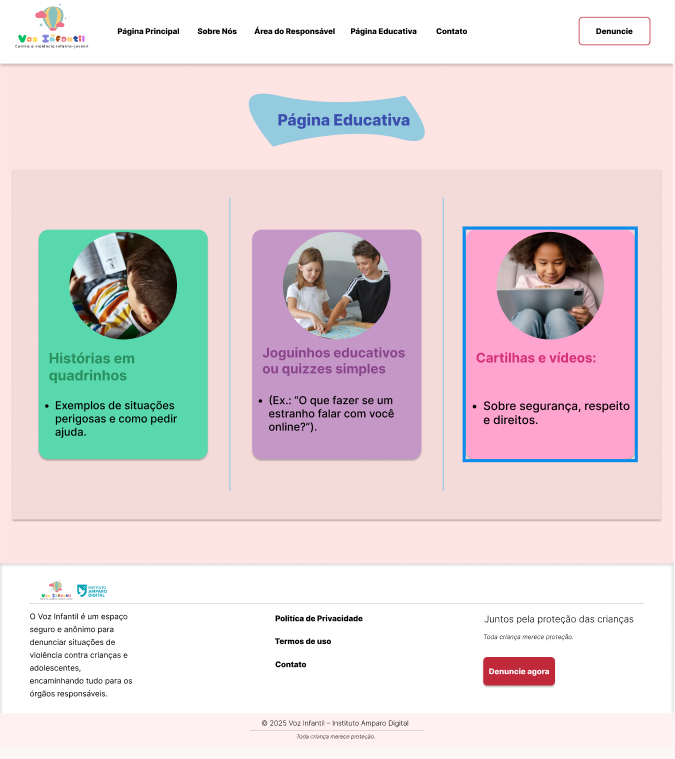 Voz Infantil
Contra a violência infanto-juvenil
Página Principal
Sobre Nós
Área do Responsável
Página Educativa
Contato
Denuncie
Página Educativa
Histórias em
quadrinhos
• Exemplos de situações
perigosas e como pedir
ajuda.
Joguinhos educativos
ou quizzes simples
• (Ex.: “O que fazer se um
estranho falar com você
online?”).
Cartilhas e vídeos:
• Sobre segurança, respeito
e direitos.
Voz Infantil
INSTITUTO
AMPARO
DIGITAL
O Voz Infantil é um espaço
seguro e anônimo para
denunciar situações de
violência contra crianças e
adolescentes,
encaminhando tudo para os
órgãos responsáveis.
Política de Privacidade
Termos de uso
Contato
Juntos pela proteção das crianças
Toda criança merece proteção.
Denuncie agora
© 2025 Voz Infantil – Instituto Amparo Digital
Toda criança merece proteção.